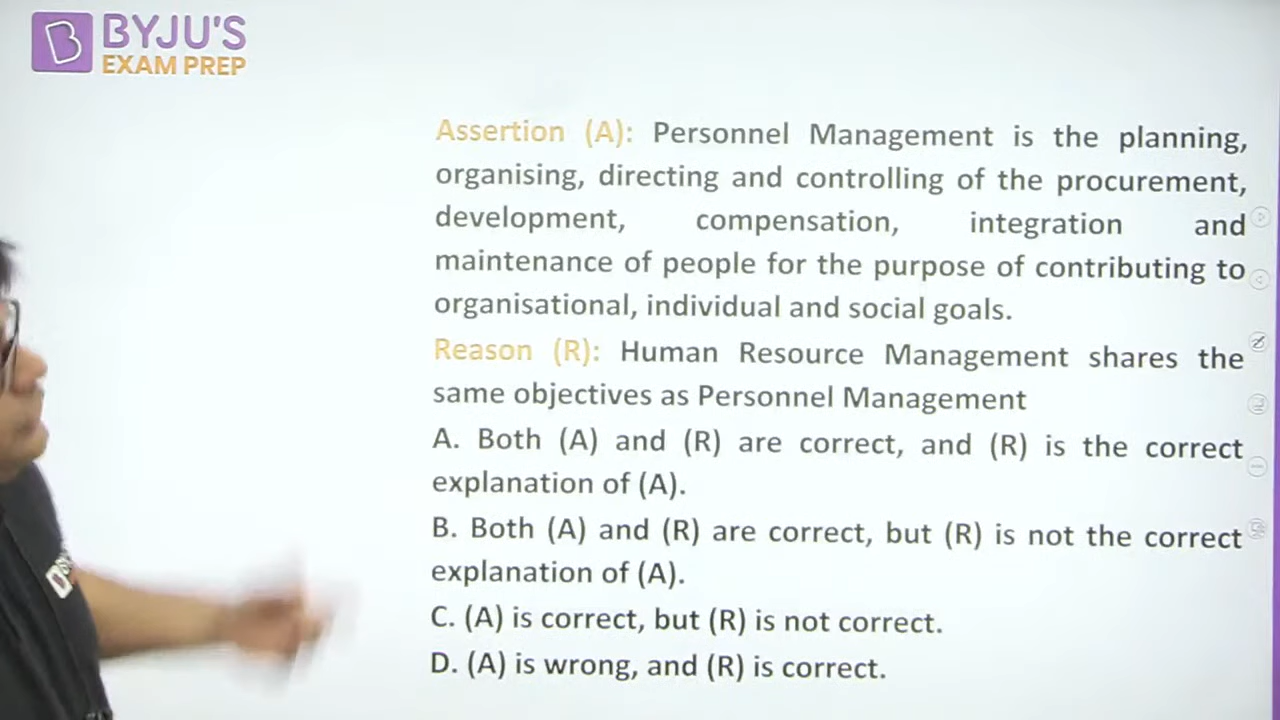 BYJU'S
EXAM PREP
Assertion (A): Personnel Management is the planning,
organising, directing and controlling of the procurement,
development, compensation, integration and
maintenance of people for the purpose of contributing to
organisational, individual and social goals.
Reason (R): Human Resource Management shares the
same objectives as Personnel Management
A. Both (A) and (R) are correct, and (R) is the correct
explanation of (A).
B. Both (A) and (R) are correct, but (R) is not the correct
explanation of (A).
C. (A) is correct, but (R) is not correct.
D. (A) is wrong, and (R) is correct.